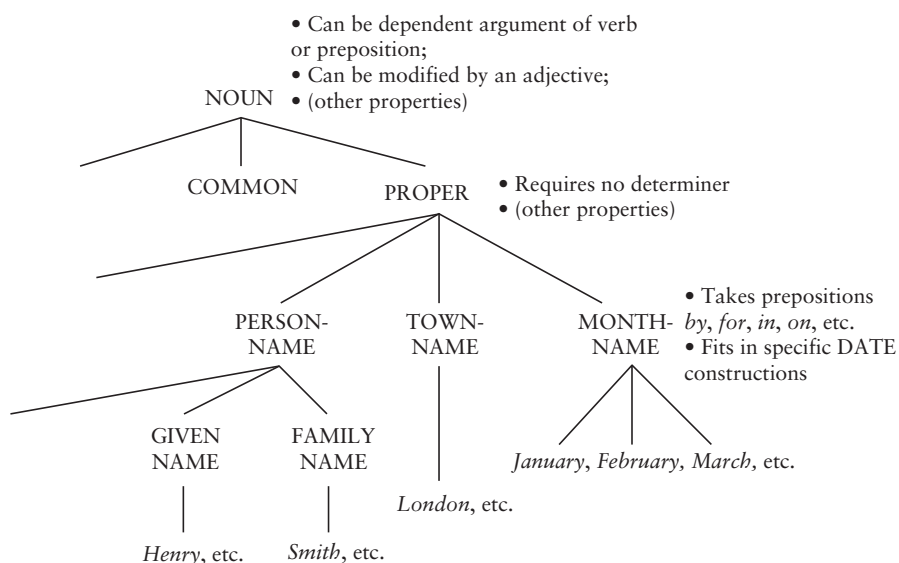 • Can be dependent argument of verb
or preposition;
• Can be modified by an adjective;
• (other properties)
NOUN
COMMON
PROPER
• Requires no determiner
• (other properties)
PERSON-
NAME
TOWN-
NAME
MONTH-
NAME
• Takes prepositions
by, for, in, on, etc.
• Fits in specific DATE
constructions
GIVEN
NAME
FAMILY
NAME
January, February, March, etc.
London, etc.
Henry, etc.
Smith, etc.